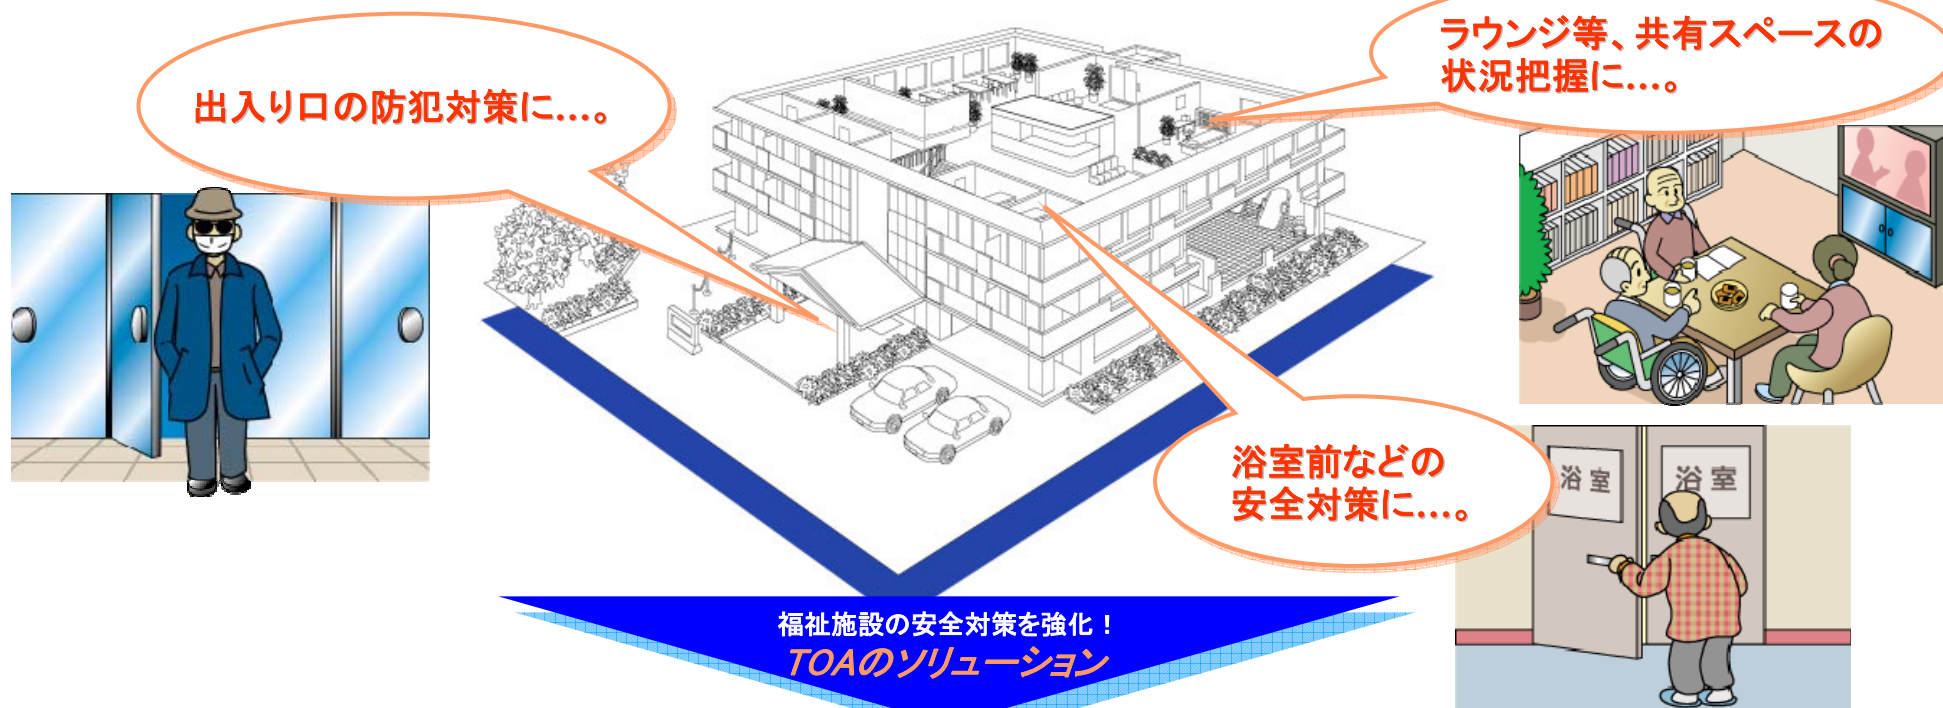 出入り口の防犯対策に…。
ラウンジ等、共有スペースの
状況把握に…。
浴室前などの
安全対策に…。
浴室
浴室
福祉施設の安全対策を強化！
TOAのソリューション